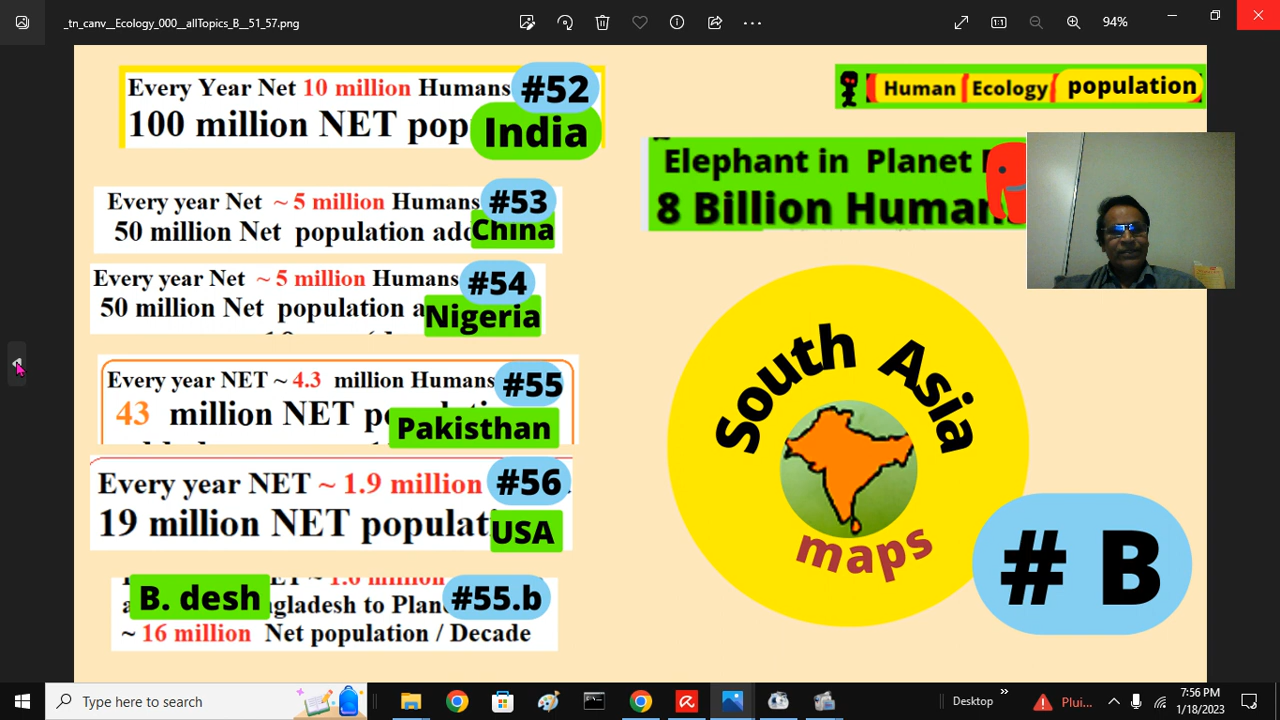 _tn_canv__Ecology_000__allTopics_B__51_57.png
94%
Every Year Net 10 million Humans #52
100 million NET pop India
Human Ecology population
Elephant in Planet
8 Billion Human
Every year Net ~ 5 million Humans #53
50 million Net population add China
Every year Net ~ 5 million Humans #54
50 million Net population a Nigeria
Every year NET ~ 4.3 million Humans #55
43 million NET Pakisthan
Every year NET ~ 1.9 million #56
19 million NET populat USA
South Asia
maps
# B
B. desh to #55.b
~ 16 million Net population / Decade
Type here to search
Desktop
Plui...
7:56 PM
1/18/2023